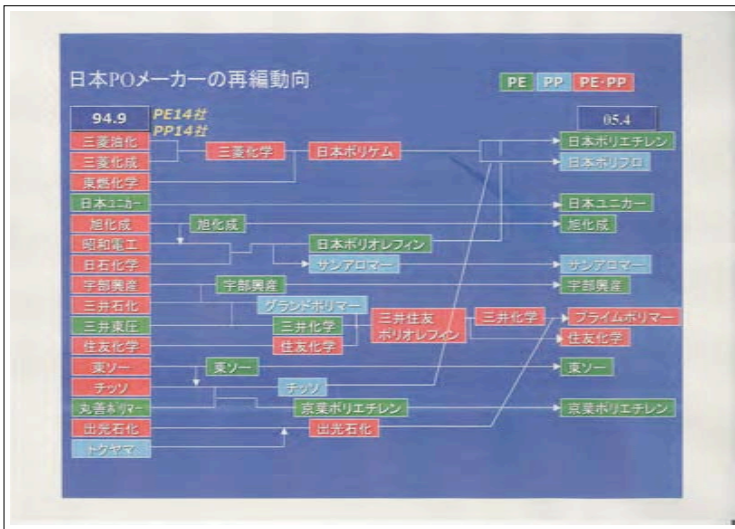 日本POメーカーの再編動向
PE PP PE･PP
94.9 PE14社
PP14社
05.4
三菱油化
三菱化成
東燃化学
日本ユニカー
旭化成
昭和電工
日石化学
宇部興産
三井石化
三井東圧
住友化学
東ソー
チッソ
丸善ポリマー
出光石化
トクヤマ
三菱化学
日本ポリケム
旭化成
日本ポリオレフィン
サンアロマー
宇部興産
グランドポリマー
三井化学
住友化学
三井住友
ポリオレフィン
三井化学
東ソー
チッソ
京葉ポリエチレン
出光石化
日本ポリエチレン
日本ポリプロ
日本ユニカー
旭化成
サンアロマー
宇部興産
プライムポリマー
住友化学
東ソー
京葉ポリエチレン